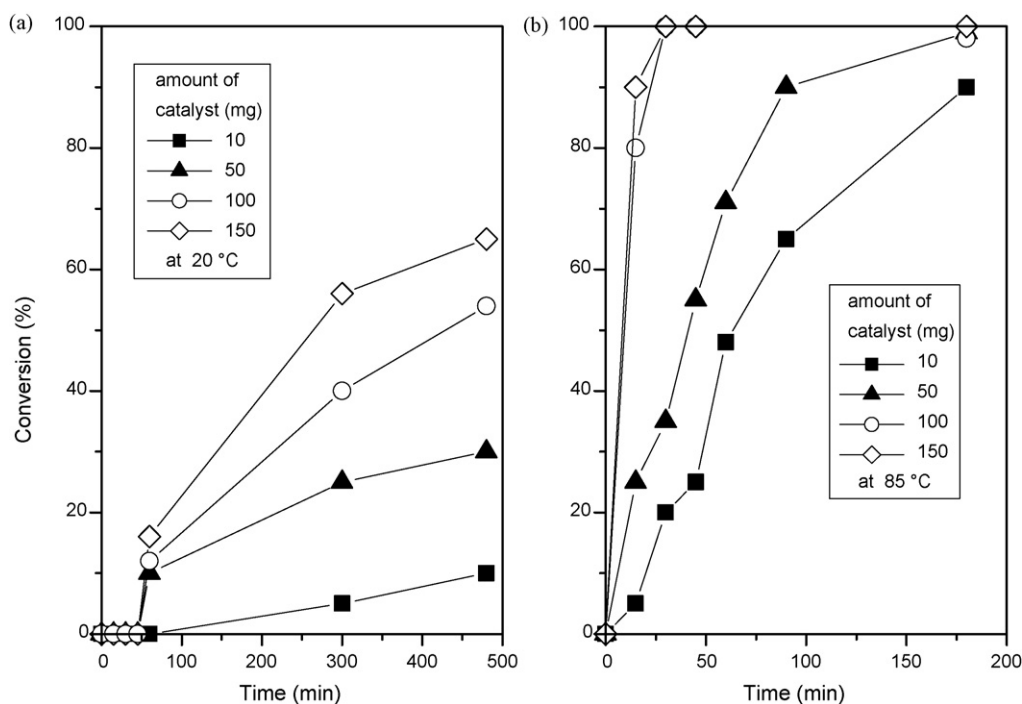 (a)
100
80
60
40
20
0
Conversion (%)
amount of
catalyst (mg)
10
50
100
150
at 20 °C
0 100 200 300 400 500
Time (min)
(b)
100
80
60
40
20
0
amount of
catalyst (mg)
10
50
100
150
at 85 °C
0 50 100 150 200
Time (min)